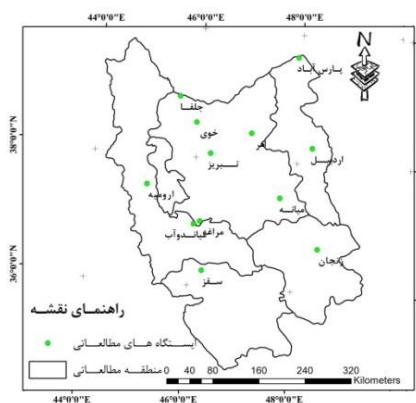 44°0'0"E 46°0'0"E 48°0'0"E
N
پارس آباد
جلفا
خوی
38°0'0"N
اهر
تبریز
اردبیل
ارومیه
میانه
مراغه
میاندوآب
زنجان
36°0'0"N
سقز
راهنمای نقشه
ایستگاه های مطالعاتی
منطقه مطالعاتی
0 40 60 160 240 320
Kilometers
44°0'0"E 46°0'0"E 48°0'0"E